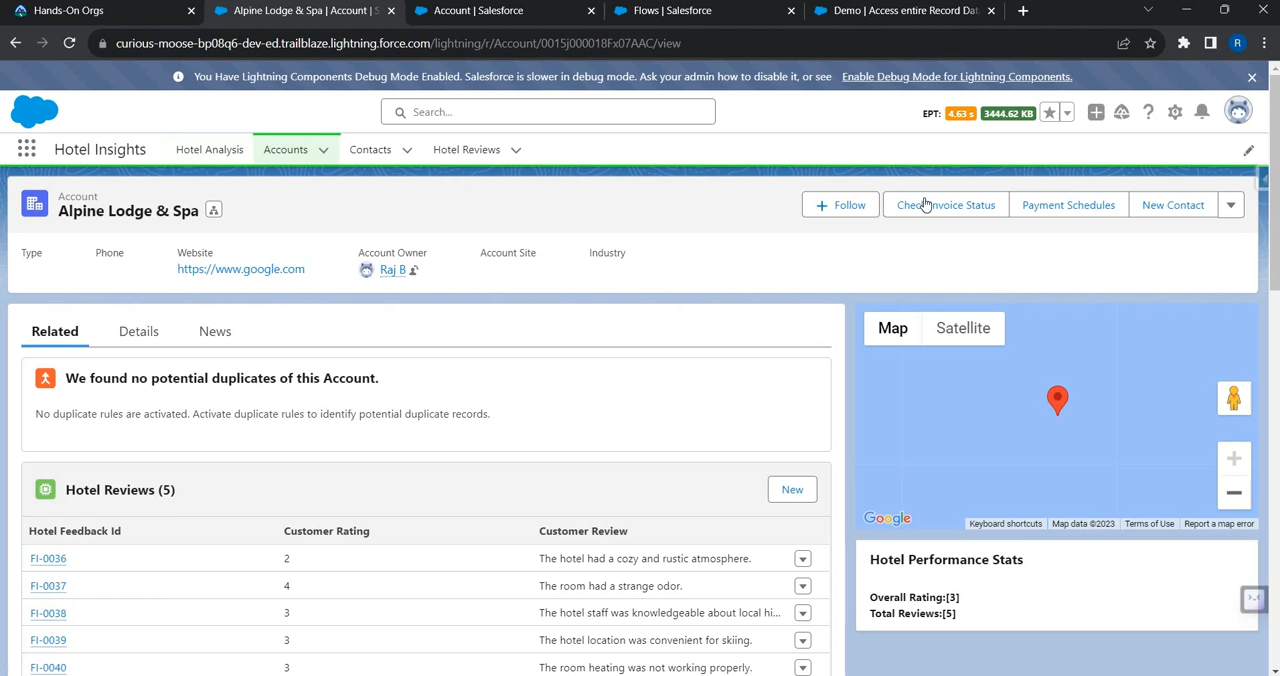 Hands-On Orgs
Alpine Lodge & Spa | Account | S
Account | Salesforce
Flows | Salesforce
Demo | Access entire Record Dat
curious-moose-bp08q6-dev-ed.trailblaze.lightning.force.com/lightning/r/Account/0015j000018Fx07AAC/view
R
You Have Lightning Components Debug Mode Enabled. Salesforce is slower in debug mode. Ask your admin how to disable it, or see Enable Debug Mode for Lightning Components.
Search...
EPT: 4.63 s 3444.62 KB
Hotel Insights
Hotel Analysis
Accounts
Contacts
Hotel Reviews
Account
Alpine Lodge & Spa
Follow
Check Invoice Status
Payment Schedules
New Contact
Type
Phone
Website
Account Owner
Account Site
Industry
https://www.google.com
Raj B
Related
Details
News
We found no potential duplicates of this Account.
No duplicate rules are activated. Activate duplicate rules to identify potential duplicate records.
Map
Satellite
Google
Keyboard shortcuts
Map data ©2023
Terms of Use
Report a map error
Hotel Reviews (5)
New
Hotel Feedback Id
Customer Rating
Customer Review
FI-0036 2 The hotel had a cozy and rustic atmosphere.
FI-0037 4 The room had a strange odor.
FI-0038 3 The hotel staff was knowledgeable about local hi...
FI-0039 3 The hotel location was convenient for skiing.
FI-0040 3 The room heating was not working properly.
Hotel Performance Stats
Overall Rating:[3]
Total Reviews:[5]